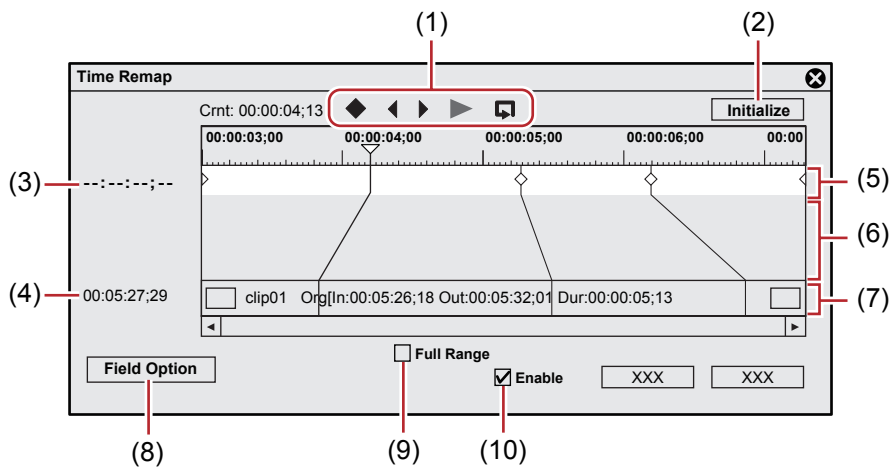 (1)
(2)
Time Remap
Crnt: 00:00:04;13
Initialize
00:00:03;00 00:00:04;00 00:00:05;00 00:00:06;00 00:00
(3)
--:--:--;--
(5)
(6)
(4)
00:05:27;29
clip01 Org[In:00:05:26;18 Out:00:05:32;01 Dur:00:00:05;13
(7)
Full Range
Field Option
Enable
XXX
XXX
(8)
(9)
(10)